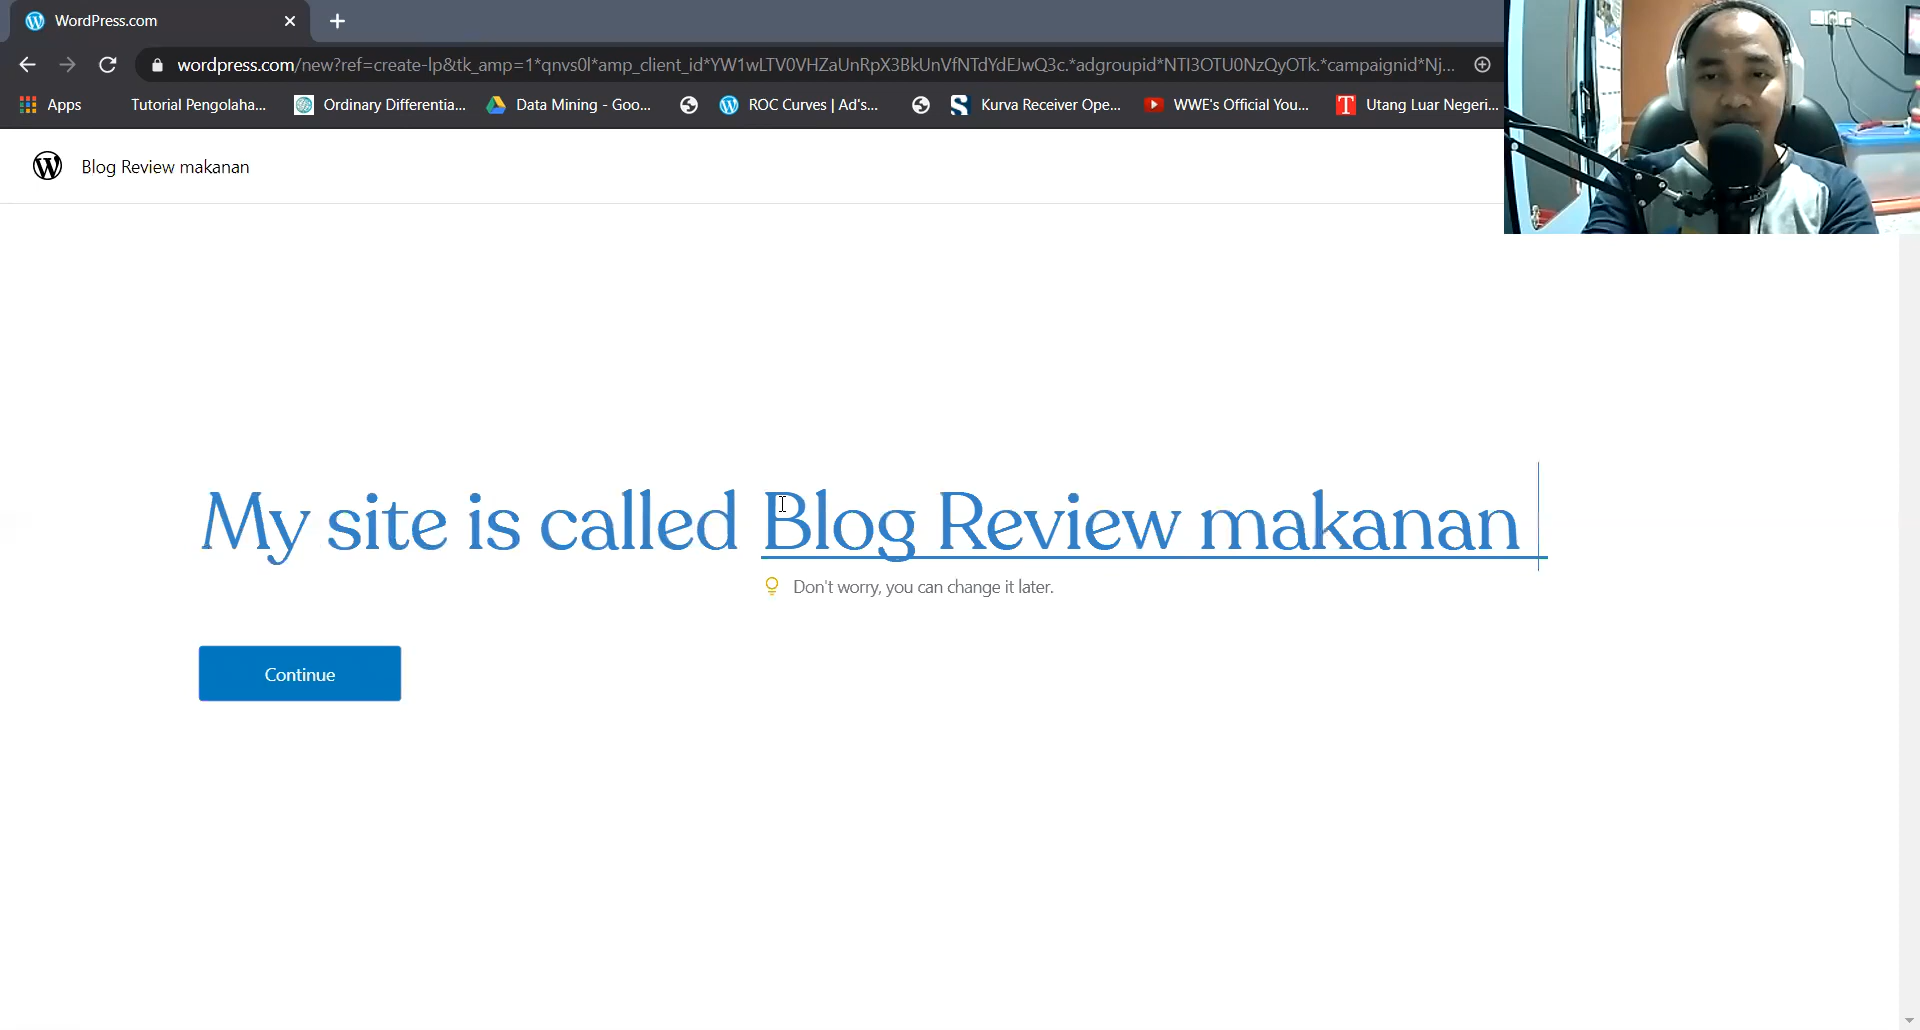 WordPress.com
wordpress.com/new?ref=create-lp&tk_amp=1*qnvs0l*amp_client_id*YW1wLTV0VHZaUnRpX3BkUnVfNTdYdEJwQ3c.*adgroupid*NTI3OTU0NzQyOTk.*campaignid*Nj...
Apps Tutorial Pengolaha... Ordinary Differentia... Data Mining - Goo... ROC Curves | Ad's... Kurva Receiver Ope... WWE's Official You... Utang Luar Negeri...
Blog Review makanan
My site is called Blog Review makanan
Don't worry, you can change it later.
Continue